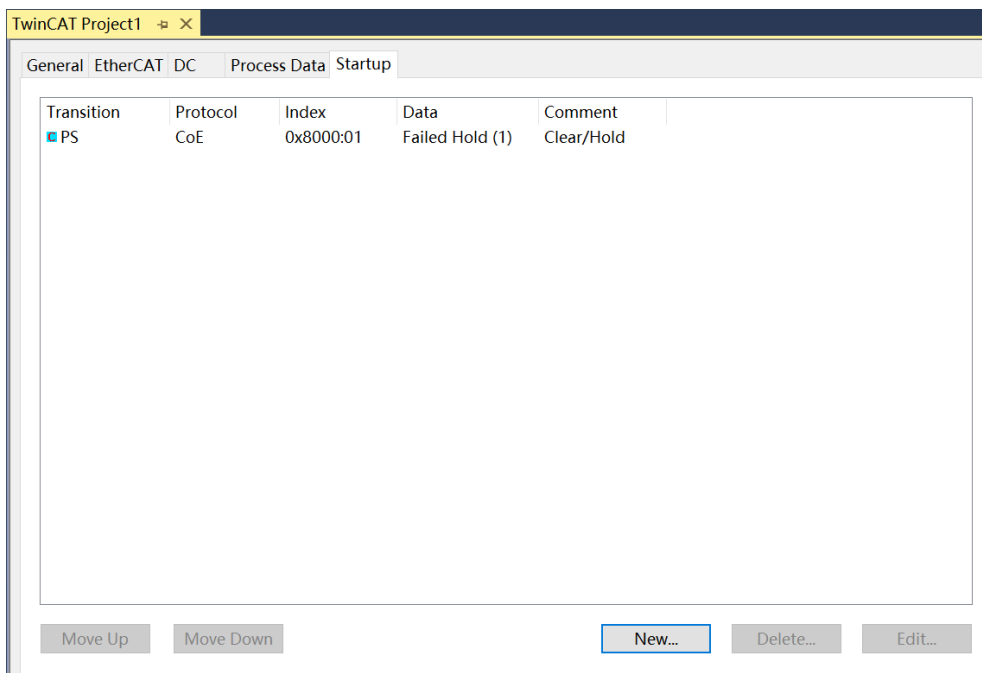 TwinCAT Project1
General EtherCAT DC Process Data Startup
Transition Protocol Index Data Comment
C PS CoE 0x8000:01 Failed Hold (1) Clear/Hold
Move Up Move Down New... Delete... Edit...